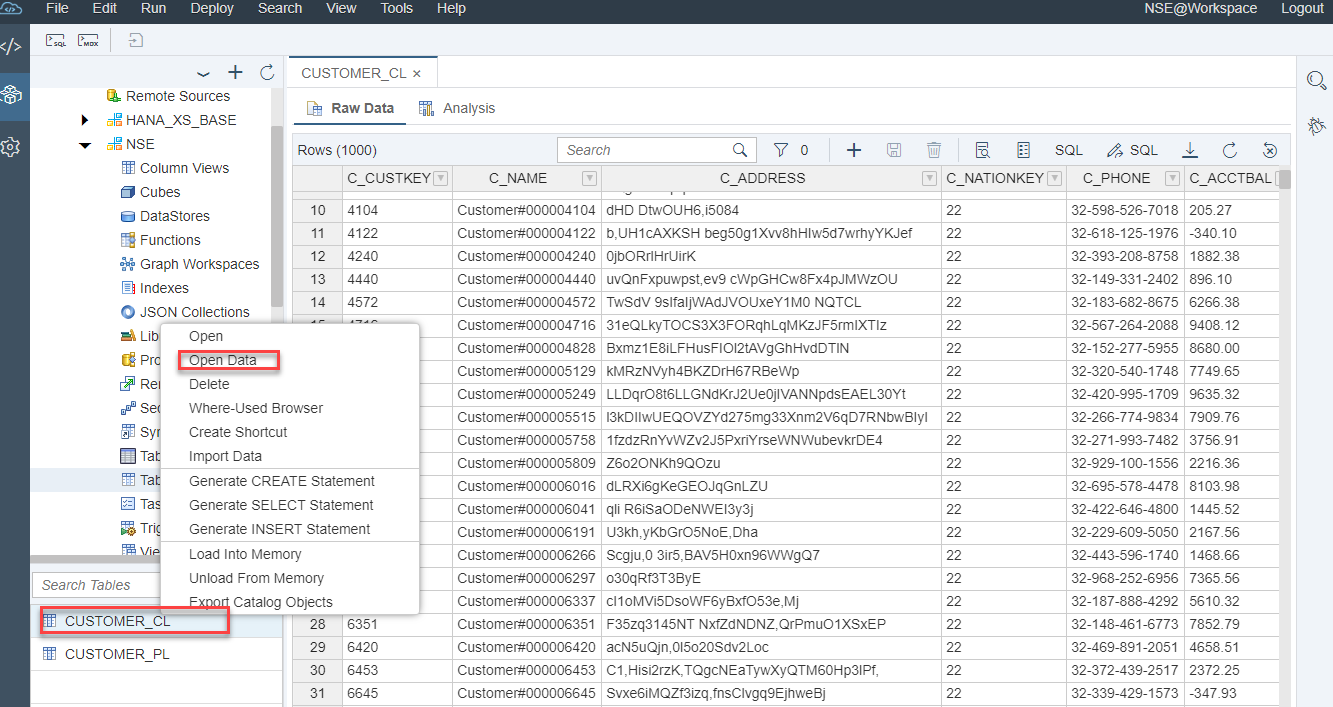 File Edit Run Deploy Search View Tools Help NSE@Workspace Logout
SQL MDX
CUSTOMER_CL ×
Remote Sources
HANA_XS_BASE
NSE
Column Views
Cubes
DataStores
Functions
Graph Workspaces
Indexes
JSON Collections
Lib
Pro
Re
Sec
Syn
Tab
Tab
Tas
Trig
Vie
Open
Open Data
Delete
Where-Used Browser
Create Shortcut
Import Data
Generate CREATE Statement
Generate SELECT Statement
Generate INSERT Statement
Load Into Memory
Unload From Memory
Export Catalog Objects
Search Tables
CUSTOMER_CL
CUSTOMER_PL
Raw Data Analysis
Rows (1000) Search 0 SQL SQL
C_CUSTKEY C_NAME C_ADDRESS C_NATIONKEY C_PHONE C_ACCTBAL
10 4104 Customer#000004104 dHD DtwOUH6,i5084 22 32-598-526-7018 205.27
11 4122 Customer#000004122 b,UH1cAXKSH beg50g1Xvv8hHIw5d7wrhyYKJef 22 32-618-125-1976 -340.10
12 4240 Customer#000004240 0jbORrIHrUirK 22 32-393-208-8758 1882.38
13 4440 Customer#000004440 uvQnFxpuwpst,ev9 cWpGHCw8Fx4pJMWzOU 22 32-149-331-2402 896.10
14 4572 Customer#000004572 TwSdV 9sIfaIjWAdJVOUxeY1M0 NQTCL 22 32-183-682-8675 6266.38
15 4716 Customer#000004716 31eQLkyTOCS3X3FORqhLqMKzJF5rmIXTIz 22 32-567-264-2088 9408.12
Customer#000004828 Bxmz1E8iLFHusFIOI2tAVgGhHvdDTIN 22 32-152-277-5955 8680.00
Customer#000005129 kMRzNVyh4BKZDrH67RBeWp 22 32-320-540-1748 7749.65
Customer#000005249 LLDqrO8t6LLGNdKrJ2Ue0jIVANNpdsEAEL30Yt 22 32-420-995-1709 9635.32
Customer#000005515 I3kDIIwUEQOVZYd275mg33Xnm2V6qD7RNbwBIyI 22 32-266-774-9834 7909.76
Customer#000005758 1fzdzRnYvWZv2J5PxriYrseWNWubevkrDE4 22 32-271-993-7482 3756.91
Customer#000005809 Z6o2ONKh9QOzu 22 32-929-100-1556 2216.36
Customer#000006016 dLRXi6gKeGEOJqGnLZU 22 32-695-578-4478 8103.98
Customer#000006041 qIi R6iSaODeNWEI3y3j 22 32-422-646-4800 1445.52
Customer#000006191 U3kh,yKbGrO5NoE,Dha 22 32-229-609-5050 2167.56
Customer#000006266 Scgju,0 3ir5,BAV5H0xn96WWgQ7 22 32-443-596-1740 1468.66
Customer#000006297 o30qRf3T3ByE 22 32-968-252-6956 7365.56
Customer#000006337 cI1oMVi5DsoWF6yBxfO53e,Mj 22 32-187-888-4292 5610.32
28 6351 Customer#000006351 F35zq3145NT NxfZdNDNZ,QrPmuO1XSxEP 22 32-148-461-6773 7852.79
29 6420 Customer#000006420 acN5uQjn,0I5o20Sdv2Loc 22 32-469-891-2051 4658.51
30 6453 Customer#000006453 C1,Hisi2rzK,TQgcNEaTywXyQTM60Hp3IPf, 22 32-372-439-2517 2372.25
31 6645 Customer#000006645 Svxe6iMQZf3izq,fnsCIvgq9EjhweBj 22 32-339-429-1573 -347.93